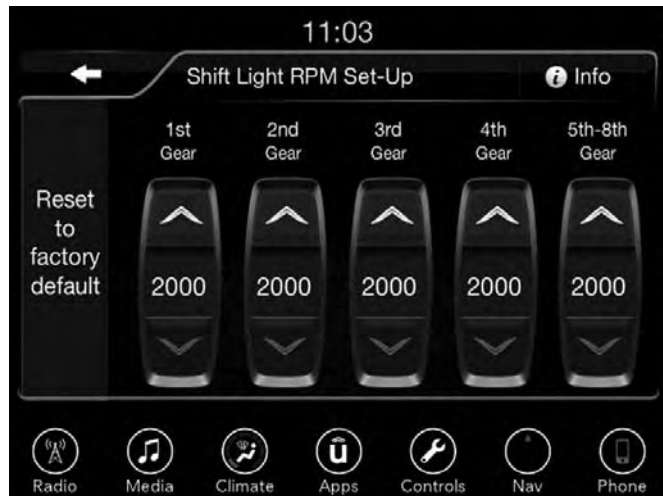 11:03
Shift Light RPM Set-Up
i Info
1st
Gear
2nd
Gear
3rd
Gear
4th
Gear
5th-8th
Gear
Reset
to
factory
default
2000
2000
2000
2000
2000
Radio
Media
Climate
û
Apps
Controls
Nav
Phone